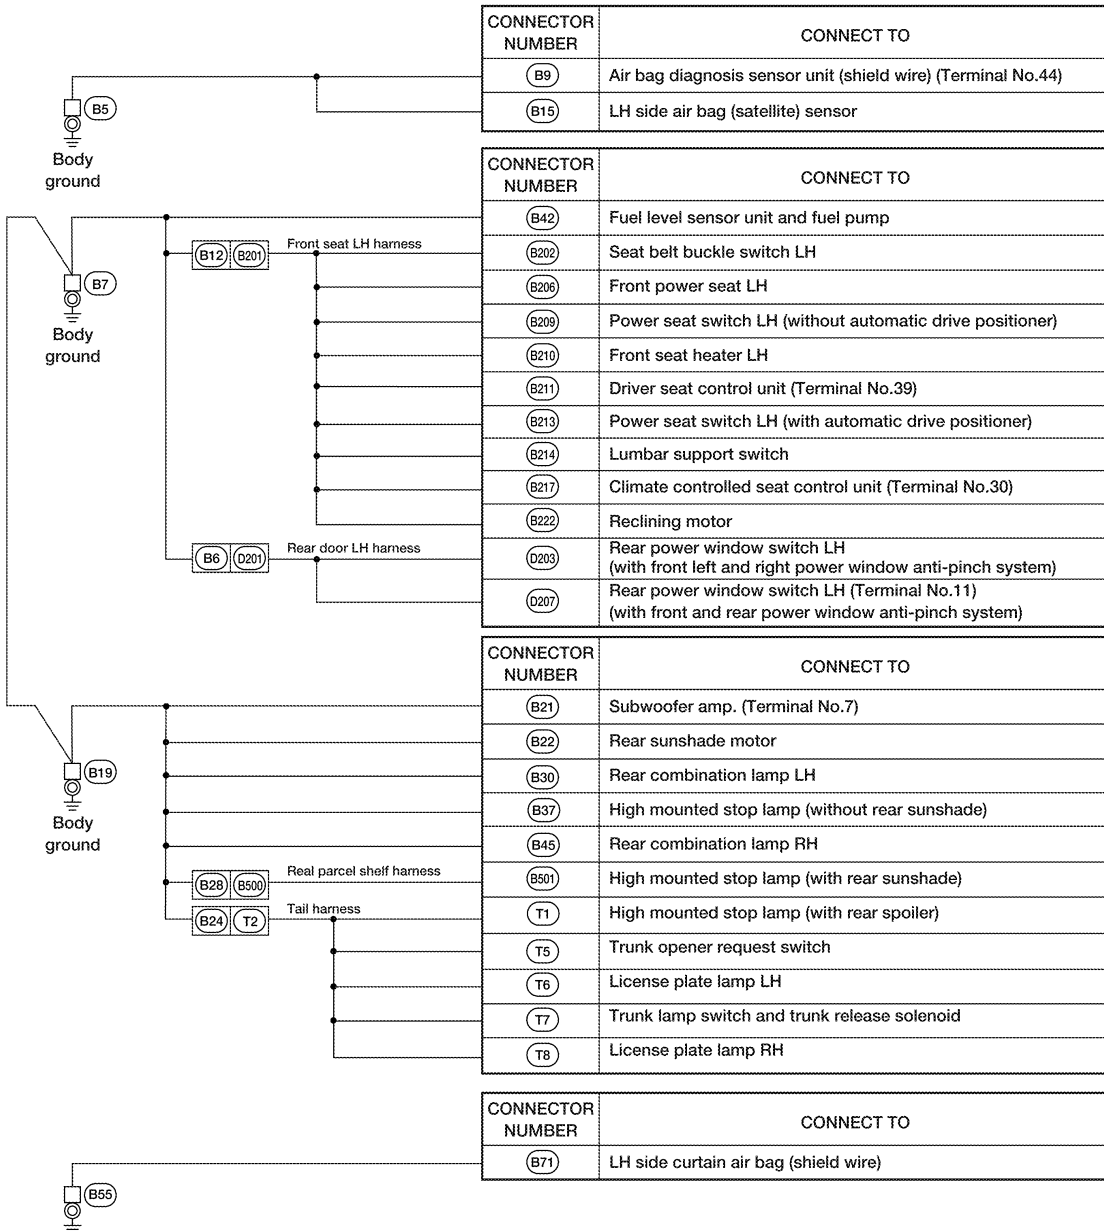 CONNECTOR NUMBER CONNECT TO
B9 Air bag diagnosis sensor unit (shield wire) (Terminal No.44)
B5
B15 LH side air bag (satellite) sensor
Body
ground
CONNECTOR NUMBER CONNECT TO
B42 Fuel level sensor unit and fuel pump
B12 B201 Front seat LH harness B202 Seat belt buckle switch LH
B7
B206 Front power seat LH
Body
ground
B209 Power seat switch LH (without automatic drive positioner)
B210 Front seat heater LH
B211 Driver seat control unit (Terminal No.39)
B213 Power seat switch LH (with automatic drive positioner)
B214 Lumbar support switch
B217 Climate controlled seat control unit (Terminal No.30)
B222 Reclining motor
B6 D201 Rear door LH harness D203 Rear power window switch LH
(with front left and right power window anti-pinch system)
D207 Rear power window switch LH (Terminal No.11)
(with front and rear power window anti-pinch system)
CONNECTOR NUMBER CONNECT TO
B21 Subwoofer amp. (Terminal No.7)
B22 Rear sunshade motor
B19
B30 Rear combination lamp LH
Body
ground
B37 High mounted stop lamp (without rear sunshade)
B45 Rear combination lamp RH
B28 B500 Real parcel shelf harness B501 High mounted stop lamp (with rear sunshade)
B24 T2 Tail harness T1 High mounted stop lamp (with rear spoiler)
T5 Trunk opener request switch
T6 License plate lamp LH
T7 Trunk lamp switch and trunk release solenoid
T8 License plate lamp RH
CONNECTOR NUMBER CONNECT TO
B71 LH side curtain air bag (shield wire)
B55